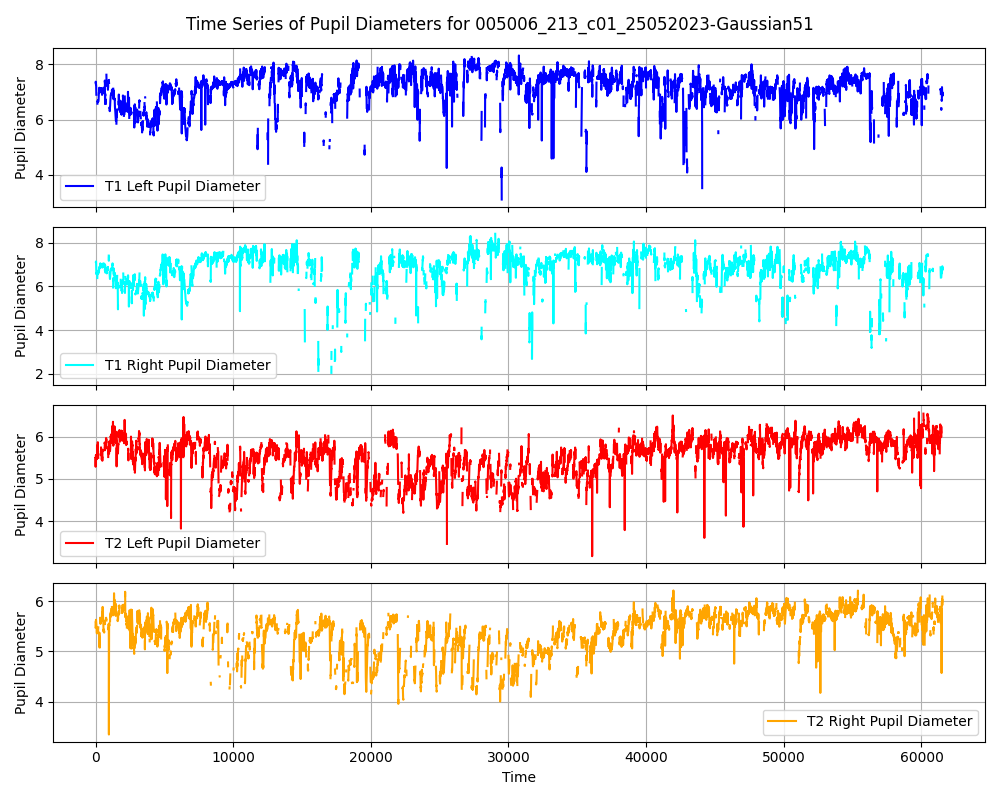 Time Series of Pupil Diameters for 005006_213_c01_25052023-Gaussian51
8
6
4
Pupil Diameter
T1 Left Pupil Diameter
8
6
4
2
Pupil Diameter
T1 Right Pupil Diameter
6
5
4
Pupil Diameter
T2 Left Pupil Diameter
6
5
4
Pupil Diameter
T2 Right Pupil Diameter
0 10000 20000 30000 40000 50000 60000
Time